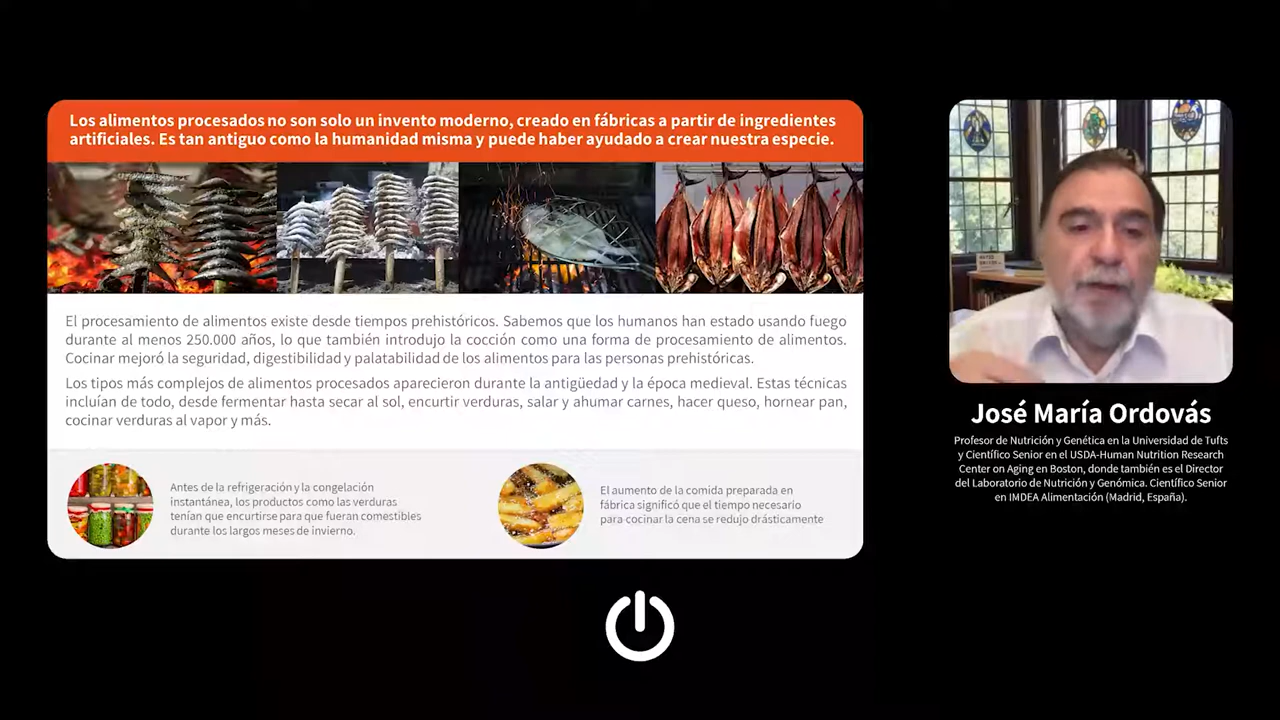 Los alimentos procesados no son solo un invento moderno, creado en fábricas a partir de ingredientes
artificiales. Es tan antiguo como la humanidad misma y puede haber ayudado a crear nuestra especie.
El procesamiento de alimentos existe desde tiempos prehistóricos. Sabemos que los humanos han estado usando fuego
durante al menos 250.000 años, lo que también introdujo la cocción como una forma de procesamiento de alimentos.
Cocinar mejoró la seguridad, digestibilidad y palatabilidad de los alimentos para las personas prehistóricas.
Los tipos más complejos de alimentos procesados aparecieron durante la antigüedad y la época medieval. Estas técnicas
incluían de todo, desde fermentar hasta secar al sol, encurtir verduras, salar y ahumar carnes, hacer queso, hornear pan,
cocinar verduras al vapor y más.
Antes de la refrigeración y la congelación
instantánea, los productos como las verduras
tenían que encurtirse para que fueran comestibles
durante los largos meses de invierno.
El aumento de la comida preparada en
fábrica significó que el tiempo necesario
para cocinar la cena se redujo drásticamente
José María Ordovás
Profesor de Nutrición y Genética en la Universidad de Tufts
y Científico Senior en el USDA-Human Nutrition Research
Center on Aging en Boston, donde también es el Director
del Laboratorio de Nutrición y Genómica. Científico Senior
en IMDEA Alimentación (Madrid, España).